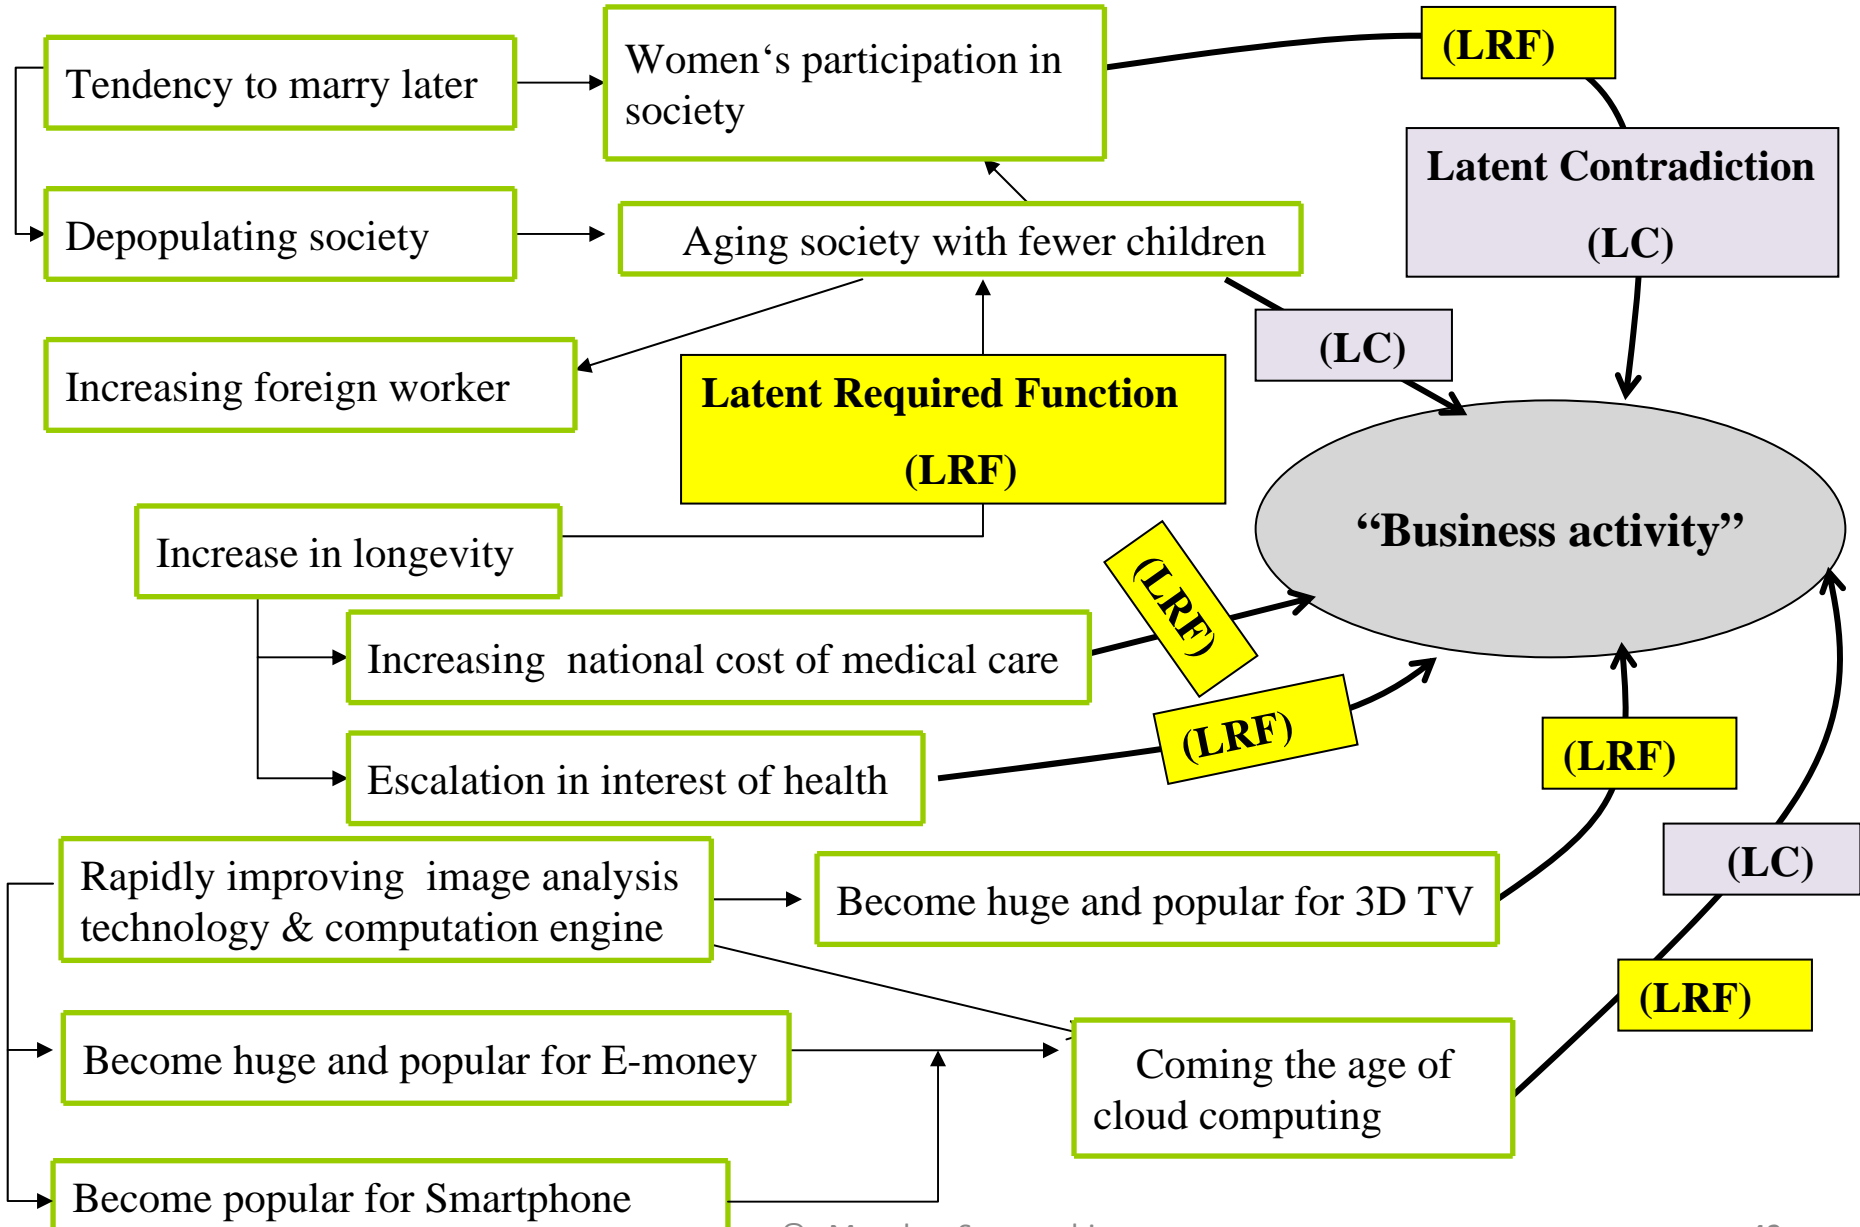 Tendency to marry later
Women‘s participation in
society
(LRF)
Latent Contradiction
(LC)
Depopulating society
Aging society with fewer children
(LC)
Increasing foreign worker
Latent Required Function
(LRF)
“Business activity”
Increase in longevity
(LRF)
Increasing national cost of medical care
(LRF)
Escalation in interest of health
(LRF)
Rapidly improving image analysis
technology & computation engine
Become huge and popular for 3D TV
(LC)
(LRF)
Become huge and popular for E-money
Coming the age of
cloud computing
Become popular for Smartphone